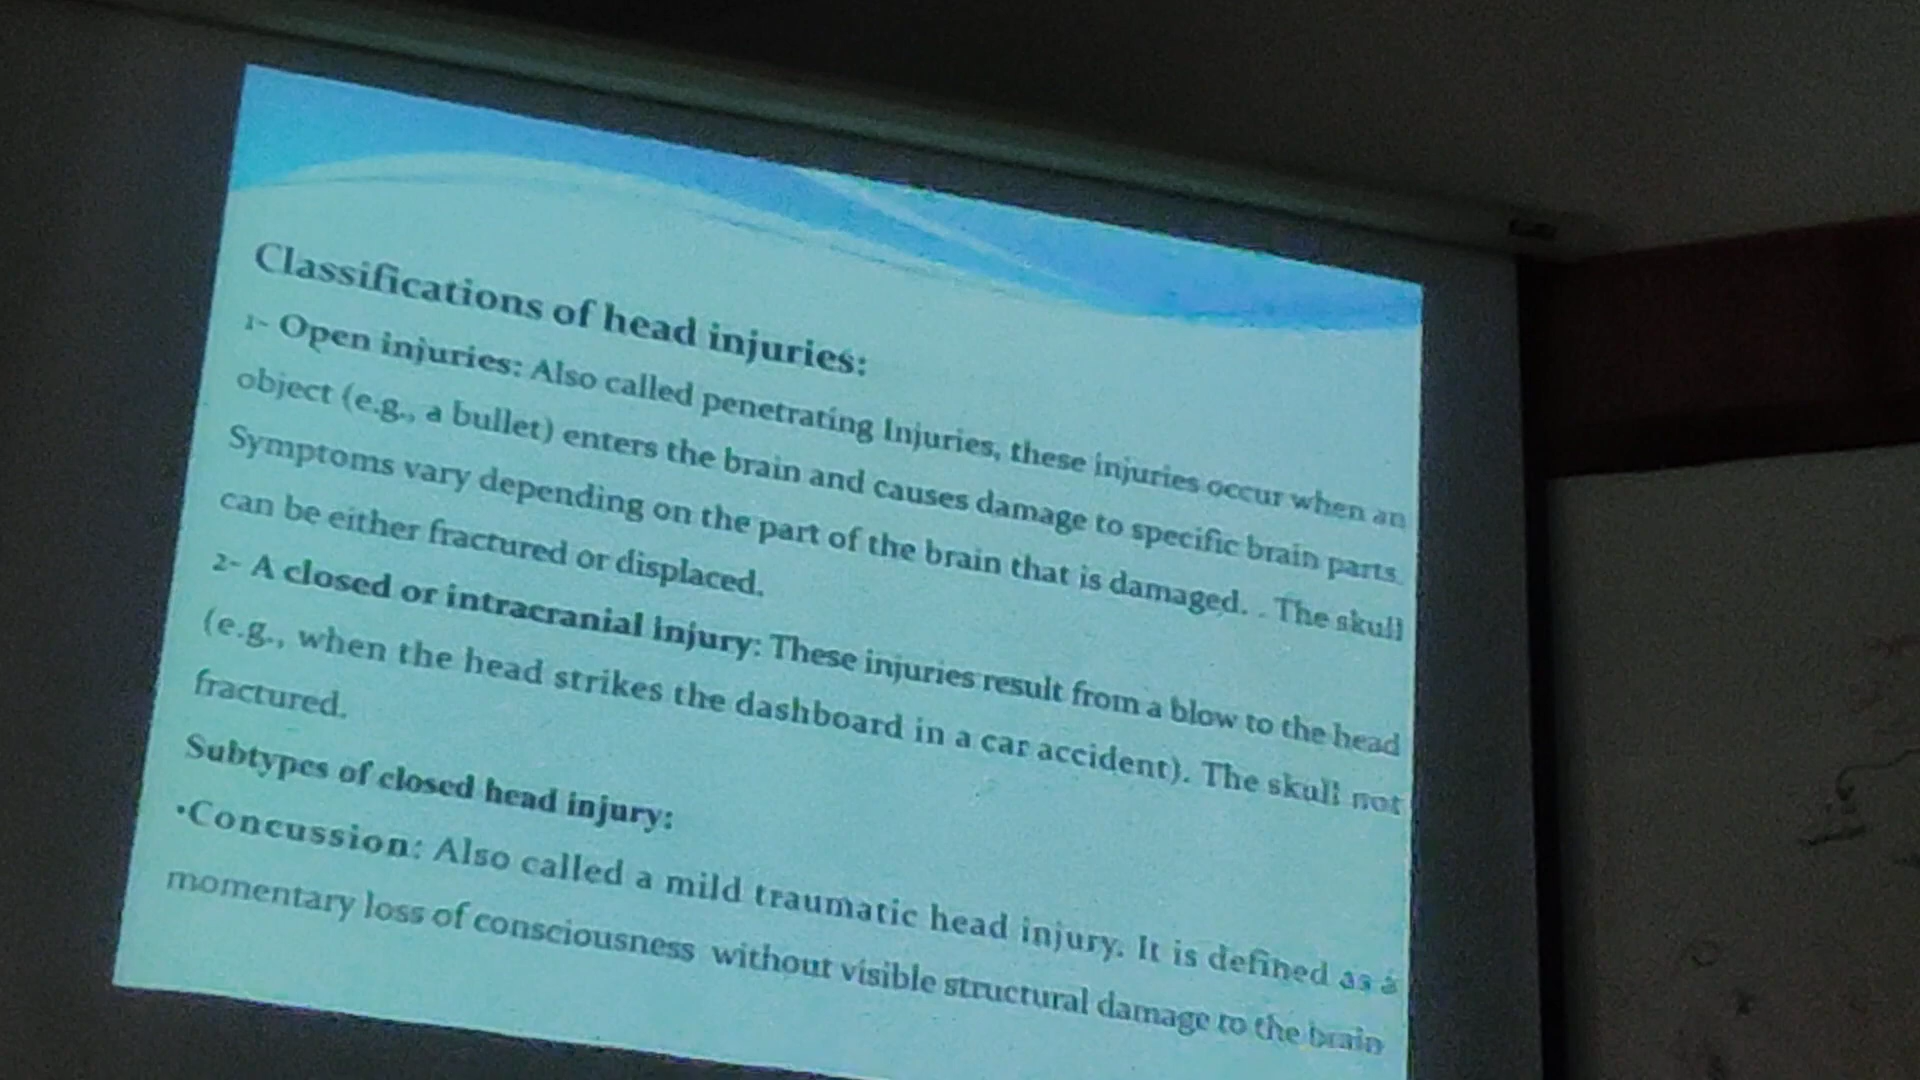 Classifications of head injuries:
1- Open injuries: Also called penetrating Injuries, these injuries occur when an
object (e.g., a bullet) enters the brain and causes damage to specific brain parts.
Symptoms vary depending on the part of the brain that is damaged. . The skull
can be either fractured or displaced.
2- A closed or intracranial injury: These injuries result from a blow to the head
(e.g., when the head strikes the dashboard in a car accident). The skull not
fractured.
Subtypes of closed head injury:
•Concussion: Also called a mild traumatic head injury. It is defined as a
momentary loss of consciousness without visible structural damage to the brain